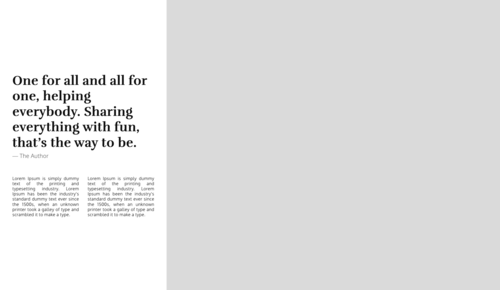 One for all and all for
one, helping
everybody. Sharing
everything with fun,
that's the way to be.
— The Author
Lorem Ipsum is simply dummy
text of the printing and
typesetting industry. Lorem
Ipsum has been the industry's
standard dummy text ever since
the 1500s, when an unknown
printer took a galley of type and
scrambled it to make a type.
Lorem Ipsum is simply dummy
text of the printing and
typesetting industry. Lorem
Ipsum has been the industry's
standard dummy text ever since
the 1500s, when an unknown
printer took a galley of type and
scrambled it to make a type.